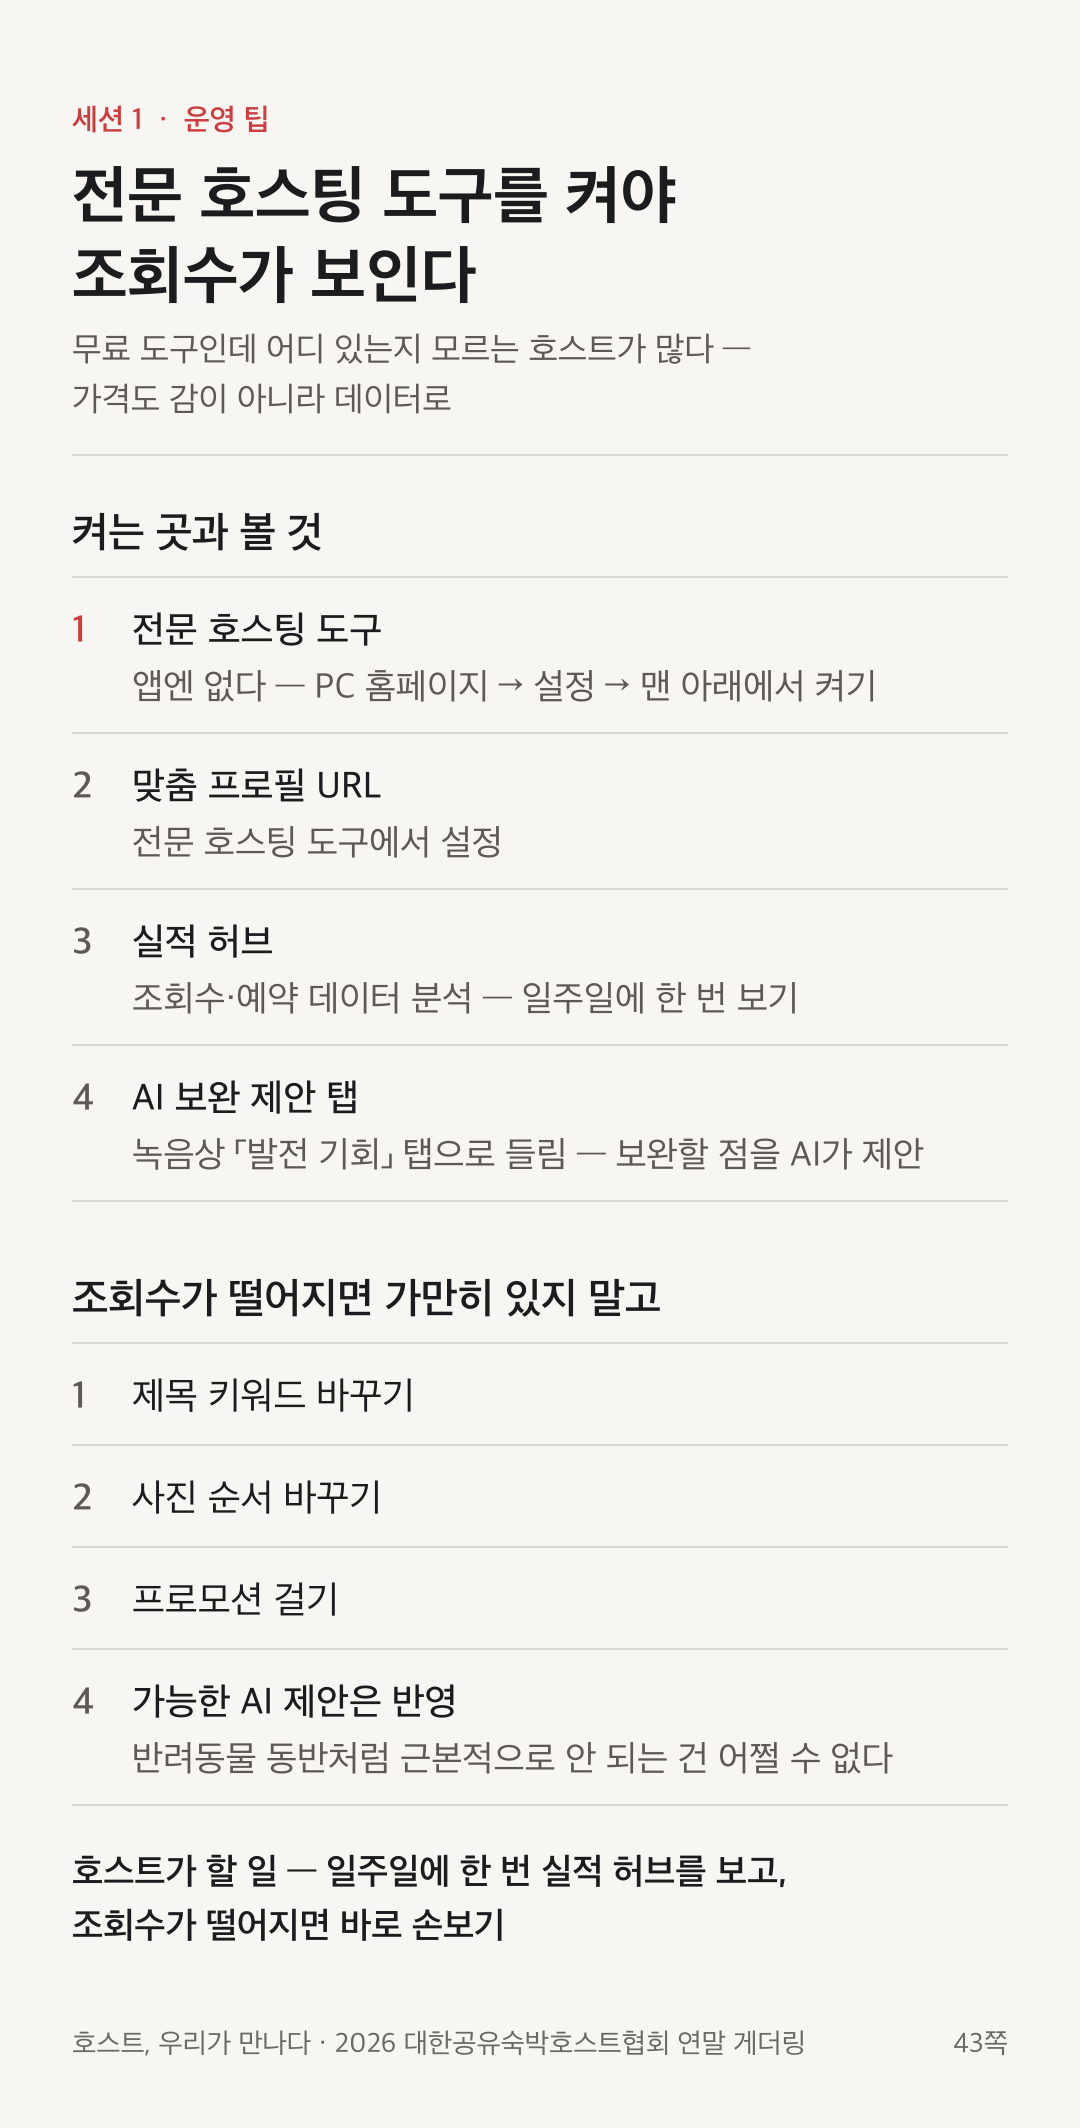 세션 1 · 운영 팁
전문 호스팅 도구를 켜야
조회수가 보인다
무료 도구인데 어디 있는지 모르는 호스트가 많다 —
가격도 감이 아니라 데이터로
켜는 곳과 볼 것
1 전문 호스팅 도구
앱엔 없다 — PC 홈페이지 → 설정 → 맨 아래에서 켜기
2 맞춤 프로필 URL
전문 호스팅 도구에서 설정
3 실적 허브
조회수·예약 데이터 분석 — 일주일에 한 번 보기
4 AI 보완 제안 탭
녹음상 「발전 기회」 탭으로 들림 — 보완할 점을 AI가 제안
조회수가 떨어지면 가만히 있지 말고
1 제목 키워드 바꾸기
2 사진 순서 바꾸기
3 프로모션 걸기
4 가능한 AI 제안은 반영
반려동물 동반처럼 근본적으로 안 되는 건 어쩔 수 없다
호스트가 할 일 — 일주일에 한 번 실적 허브를 보고,
조회수가 떨어지면 바로 손보기
호스트, 우리가 만나다 · 2026 대한공유숙박호스트협회 연말 게더링 43쪽